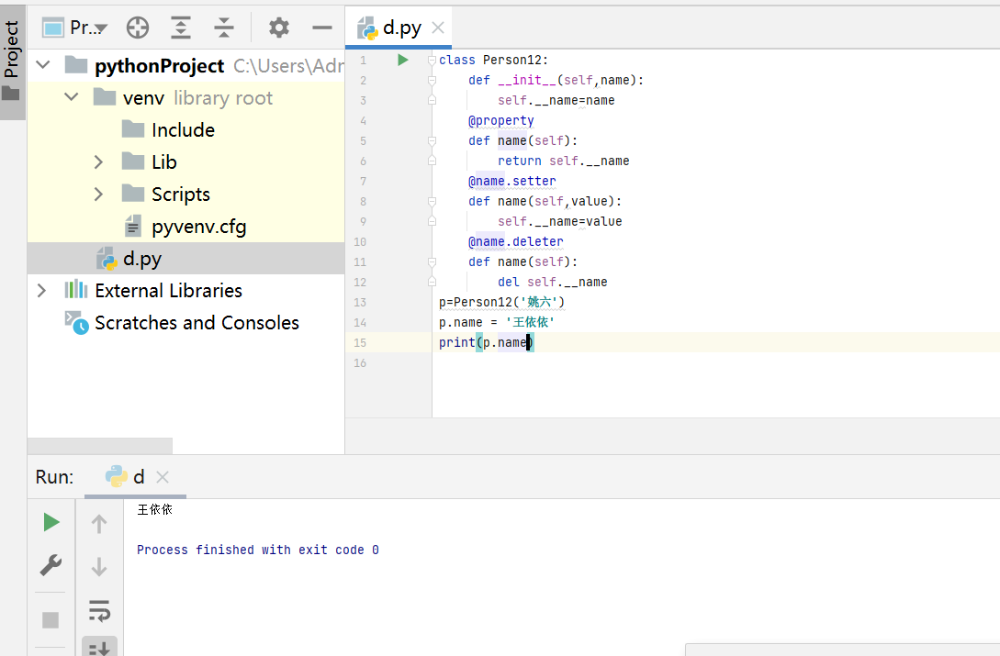 Project
Pr...
d.py
pythonProject C:\Users\Adr
venv library root
Include
Lib
Scripts
pyvenv.cfg
d.py
External Libraries
Scratches and Consoles
1 class Person12:
2 def __init__(self,name):
3 self.__name=name
4 @property
5 def name(self):
6 return self.__name
7 @name.setter
8 def name(self,value):
9 self.__name=value
10 @name.deleter
11 def name(self):
12 del self.__name
13 p=Person12('姚六')
14 p.name = '王依依'
15 print(p.name)
16
Run: d
王依依
Process finished with exit code 0